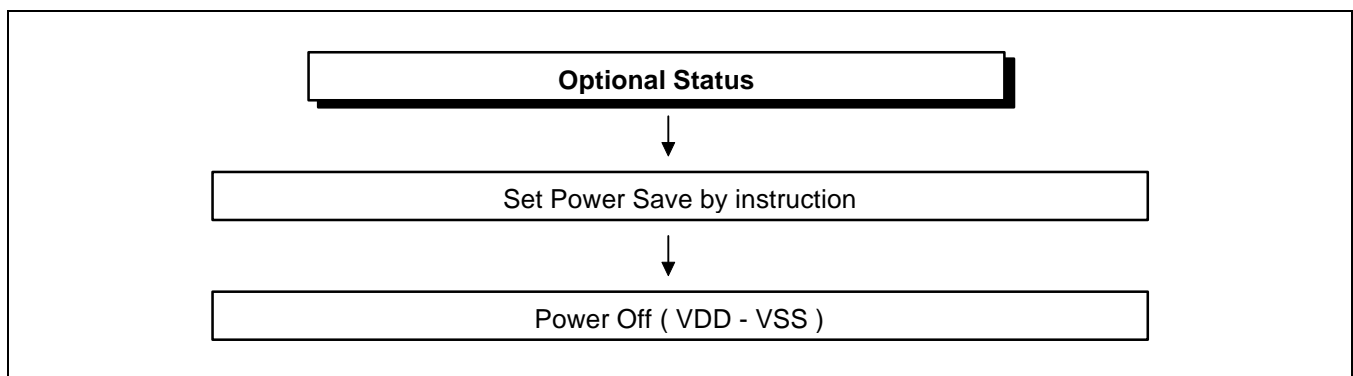 Optional Status
Set Power Save by instruction
Power Off ( VDD - VSS )